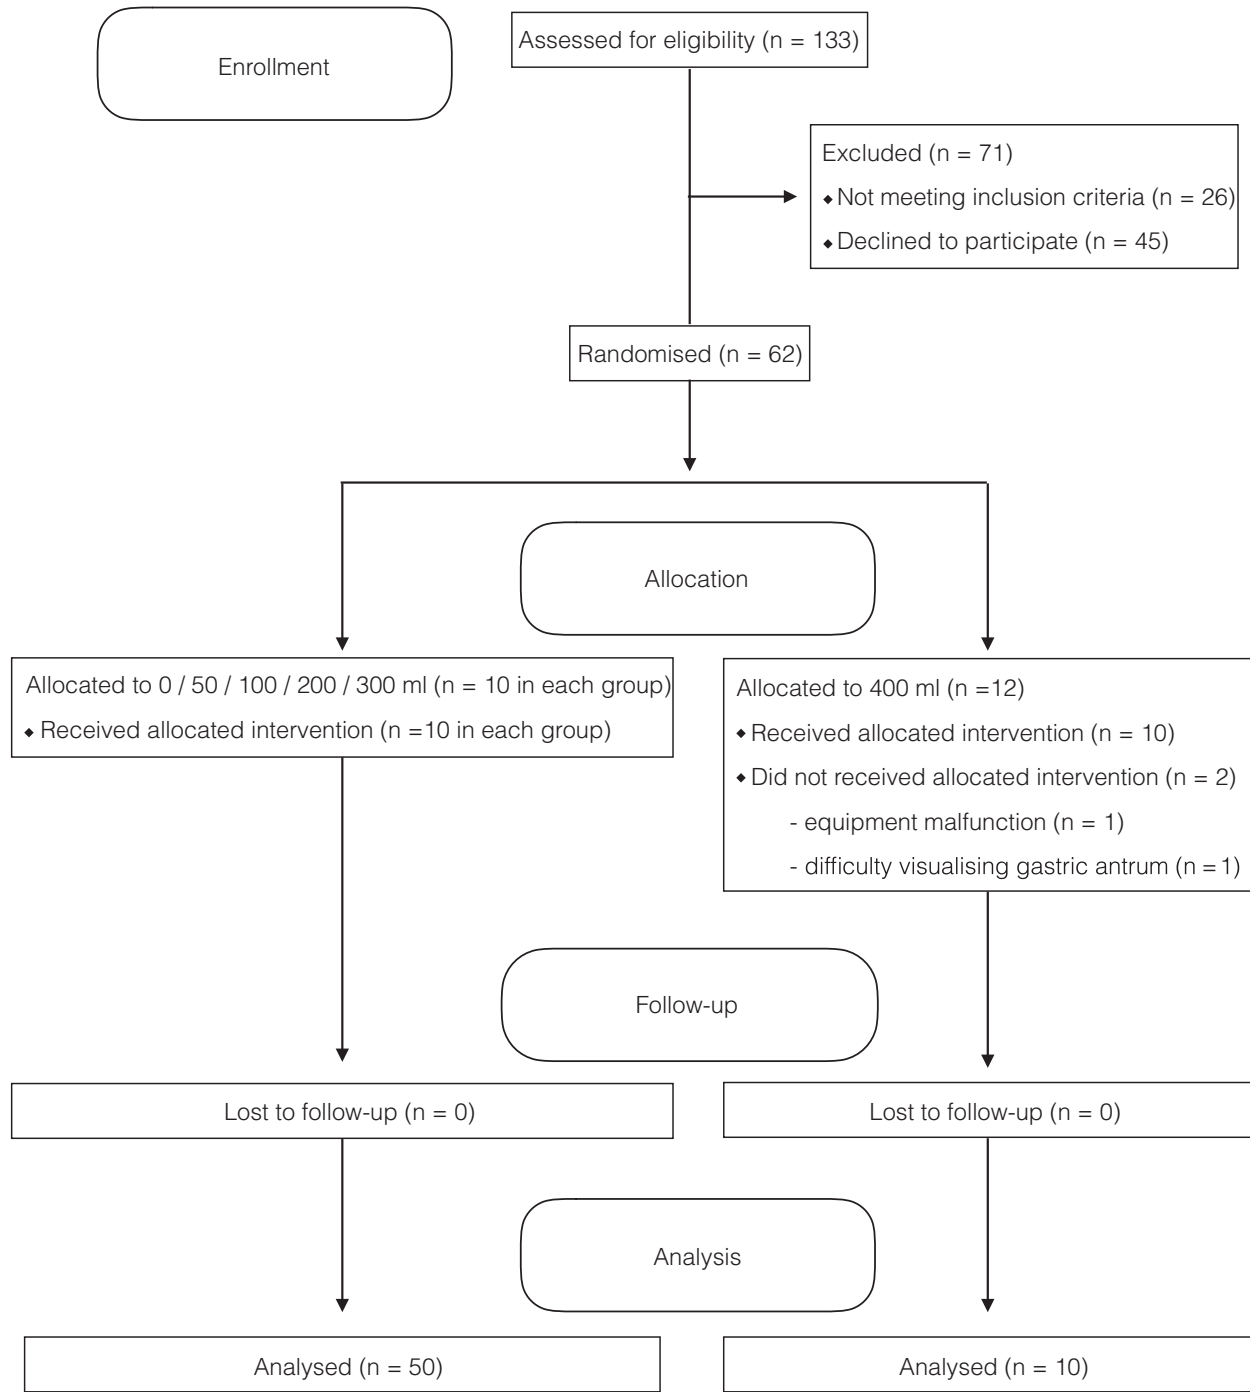 Enrollment
Assessed for eligibility (n = 133)
Excluded (n = 71)
◆ Not meeting inclusion criteria (n = 26)
◆ Declined to participate (n = 45)
Randomised (n = 62)
Allocation
Allocated to 0 / 50 / 100 / 200 / 300 ml (n = 10 in each group)
◆ Received allocated intervention (n =10 in each group)
Allocated to 400 ml (n =12)
◆ Received allocated intervention (n = 10)
◆ Did not received allocated intervention (n = 2)
- equipment malfunction (n = 1)
- difficulty visualising gastric antrum (n =1)
Follow-up
Lost to follow-up (n = 0)
Lost to follow-up (n = 0)
Analysis
Analysed (n = 50)
Analysed (n = 10)